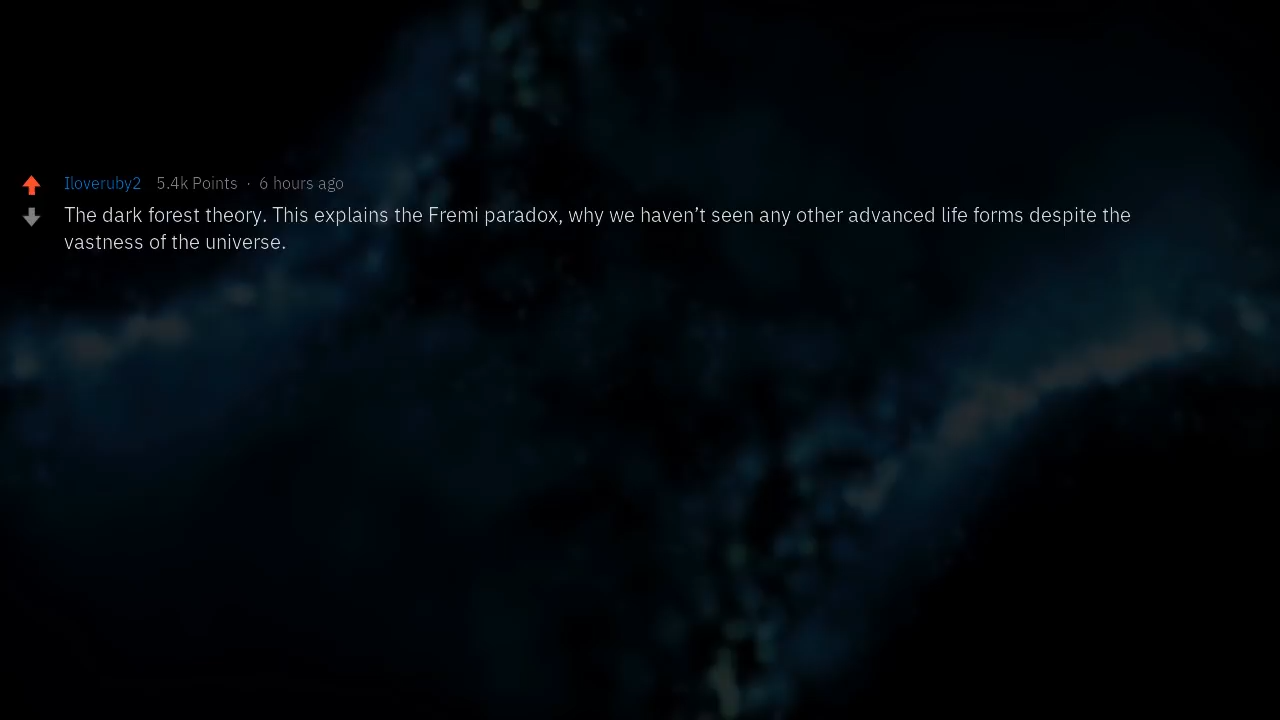 Iloveruby2 5.4k Points · 6 hours ago
The dark forest theory. This explains the Fremi paradox, why we haven’t seen any other advanced life forms despite the
vastness of the universe.